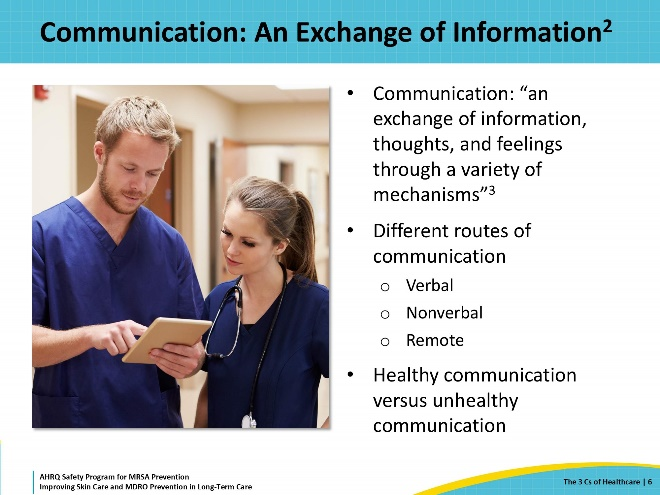 Communication: An Exchange of Information²
• Communication: “an
exchange of information,
thoughts, and feelings
through a variety of
mechanisms”³
• Different routes of
communication
o Verbal
o Nonverbal
o Remote
• Healthy communication
versus unhealthy
communication
AHRQ Safety Program for MRSA Prevention
Improving Skin Care and MDRO Prevention in Long-Term Care
The 3 Cs of Healthcare | 6